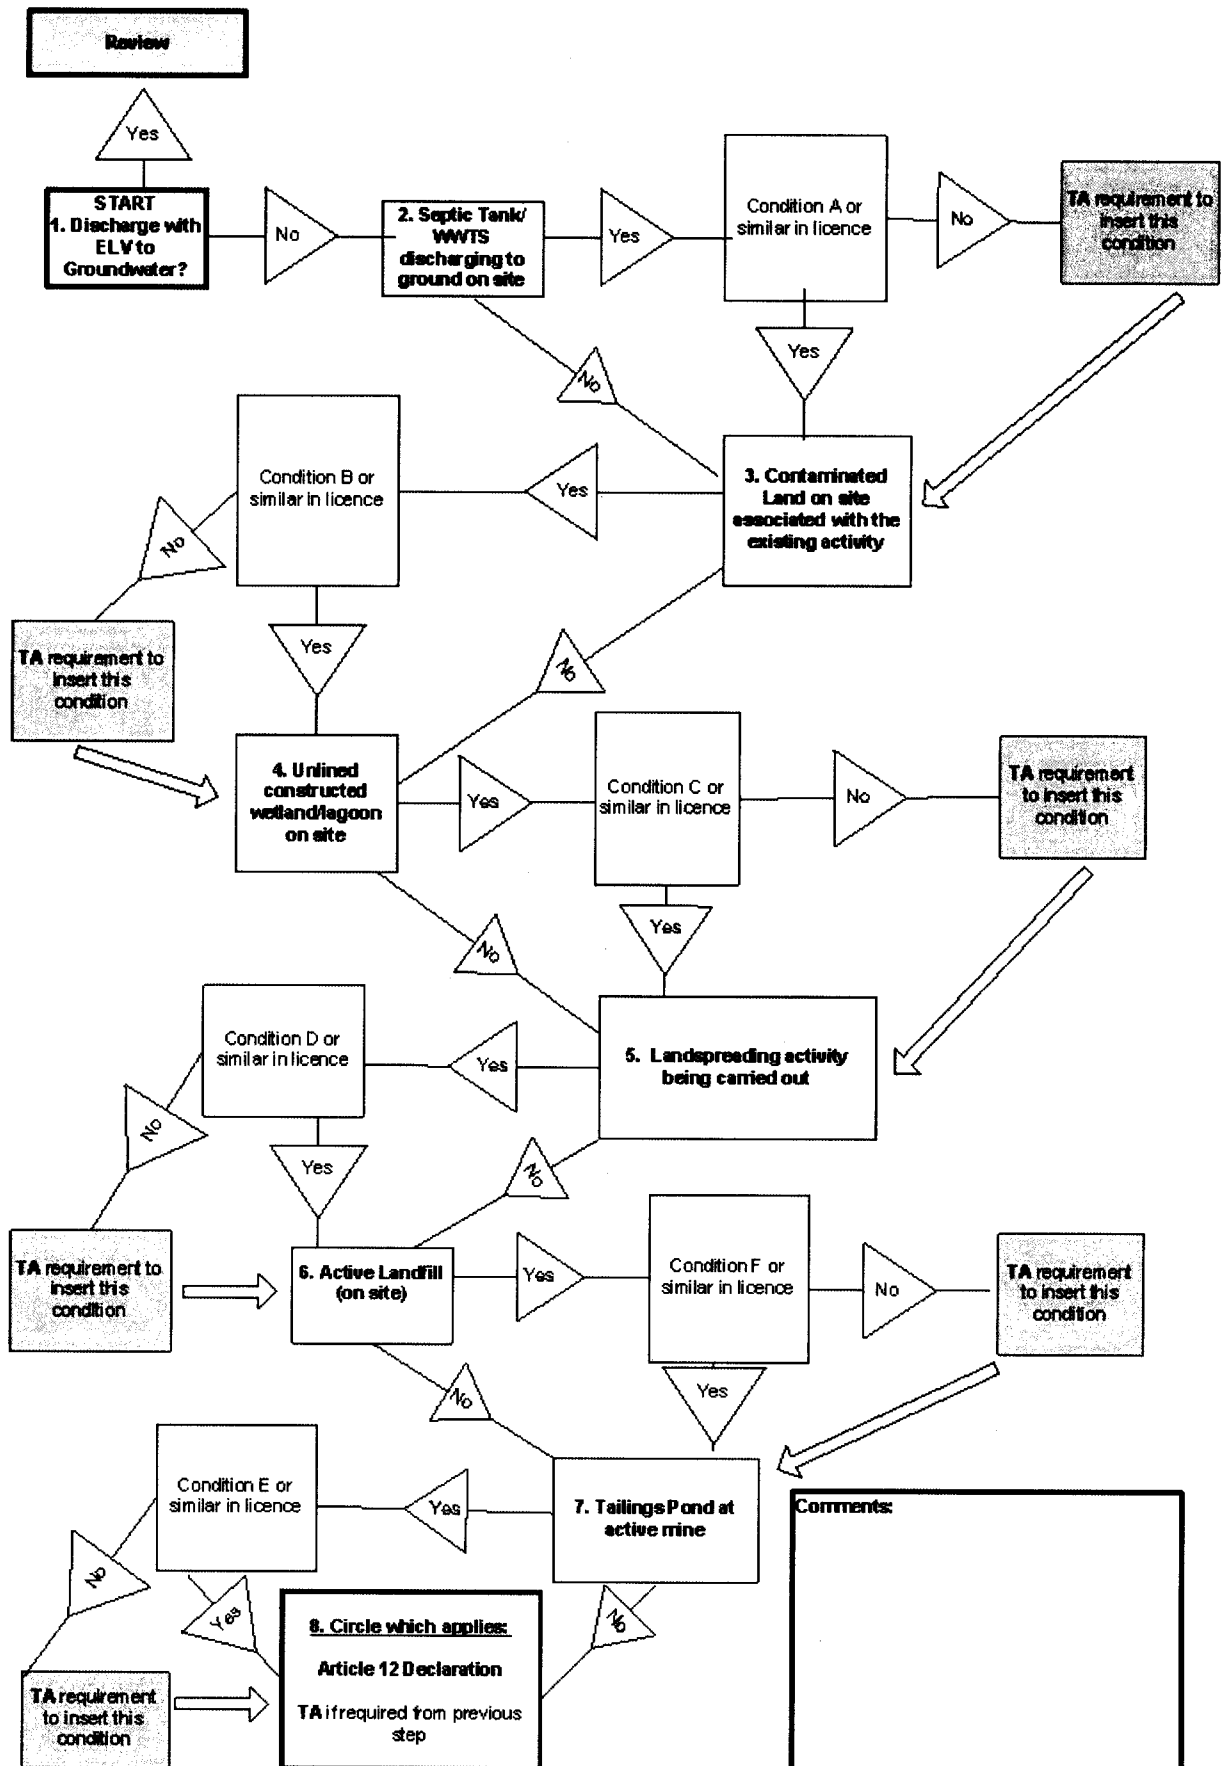 Review
Yes
START
1. Discharge with
ELV to
Groundwater?
No
2. Septic Tank/
WWTS
discharging to
ground on site
Yes
Condition A or
similar in licence
No
TA requirement to
insert this
condition
Yes
No
3. Contaminated
Land on site
associated with the
existing activity
Yes
Condition B or
similar in licence
No
TA requirement to
insert this
condition
Yes
No
4. Unlined
constructed
wetland/lagoon
on site
Yes
Condition C or
similar in licence
No
TA requirement
to insert this
condition
Yes
No
5. Landspreading activity
being carried out
Yes
Condition D or
similar in licence
No
TA requirement to
insert this
condition
Yes
No
6. Active Landfill
(on site)
Yes
Condition F or
similar in licence
No
TA requirement
to insert this
condition
Yes
No
7. Tailings Pond at
active mine
Yes
Condition E or
similar in licence
No
TA requirement
to insert this
condition
Yes
No
8. Circle which applies:
Article 12 Declaration
TA if required from previous
step
Comments: